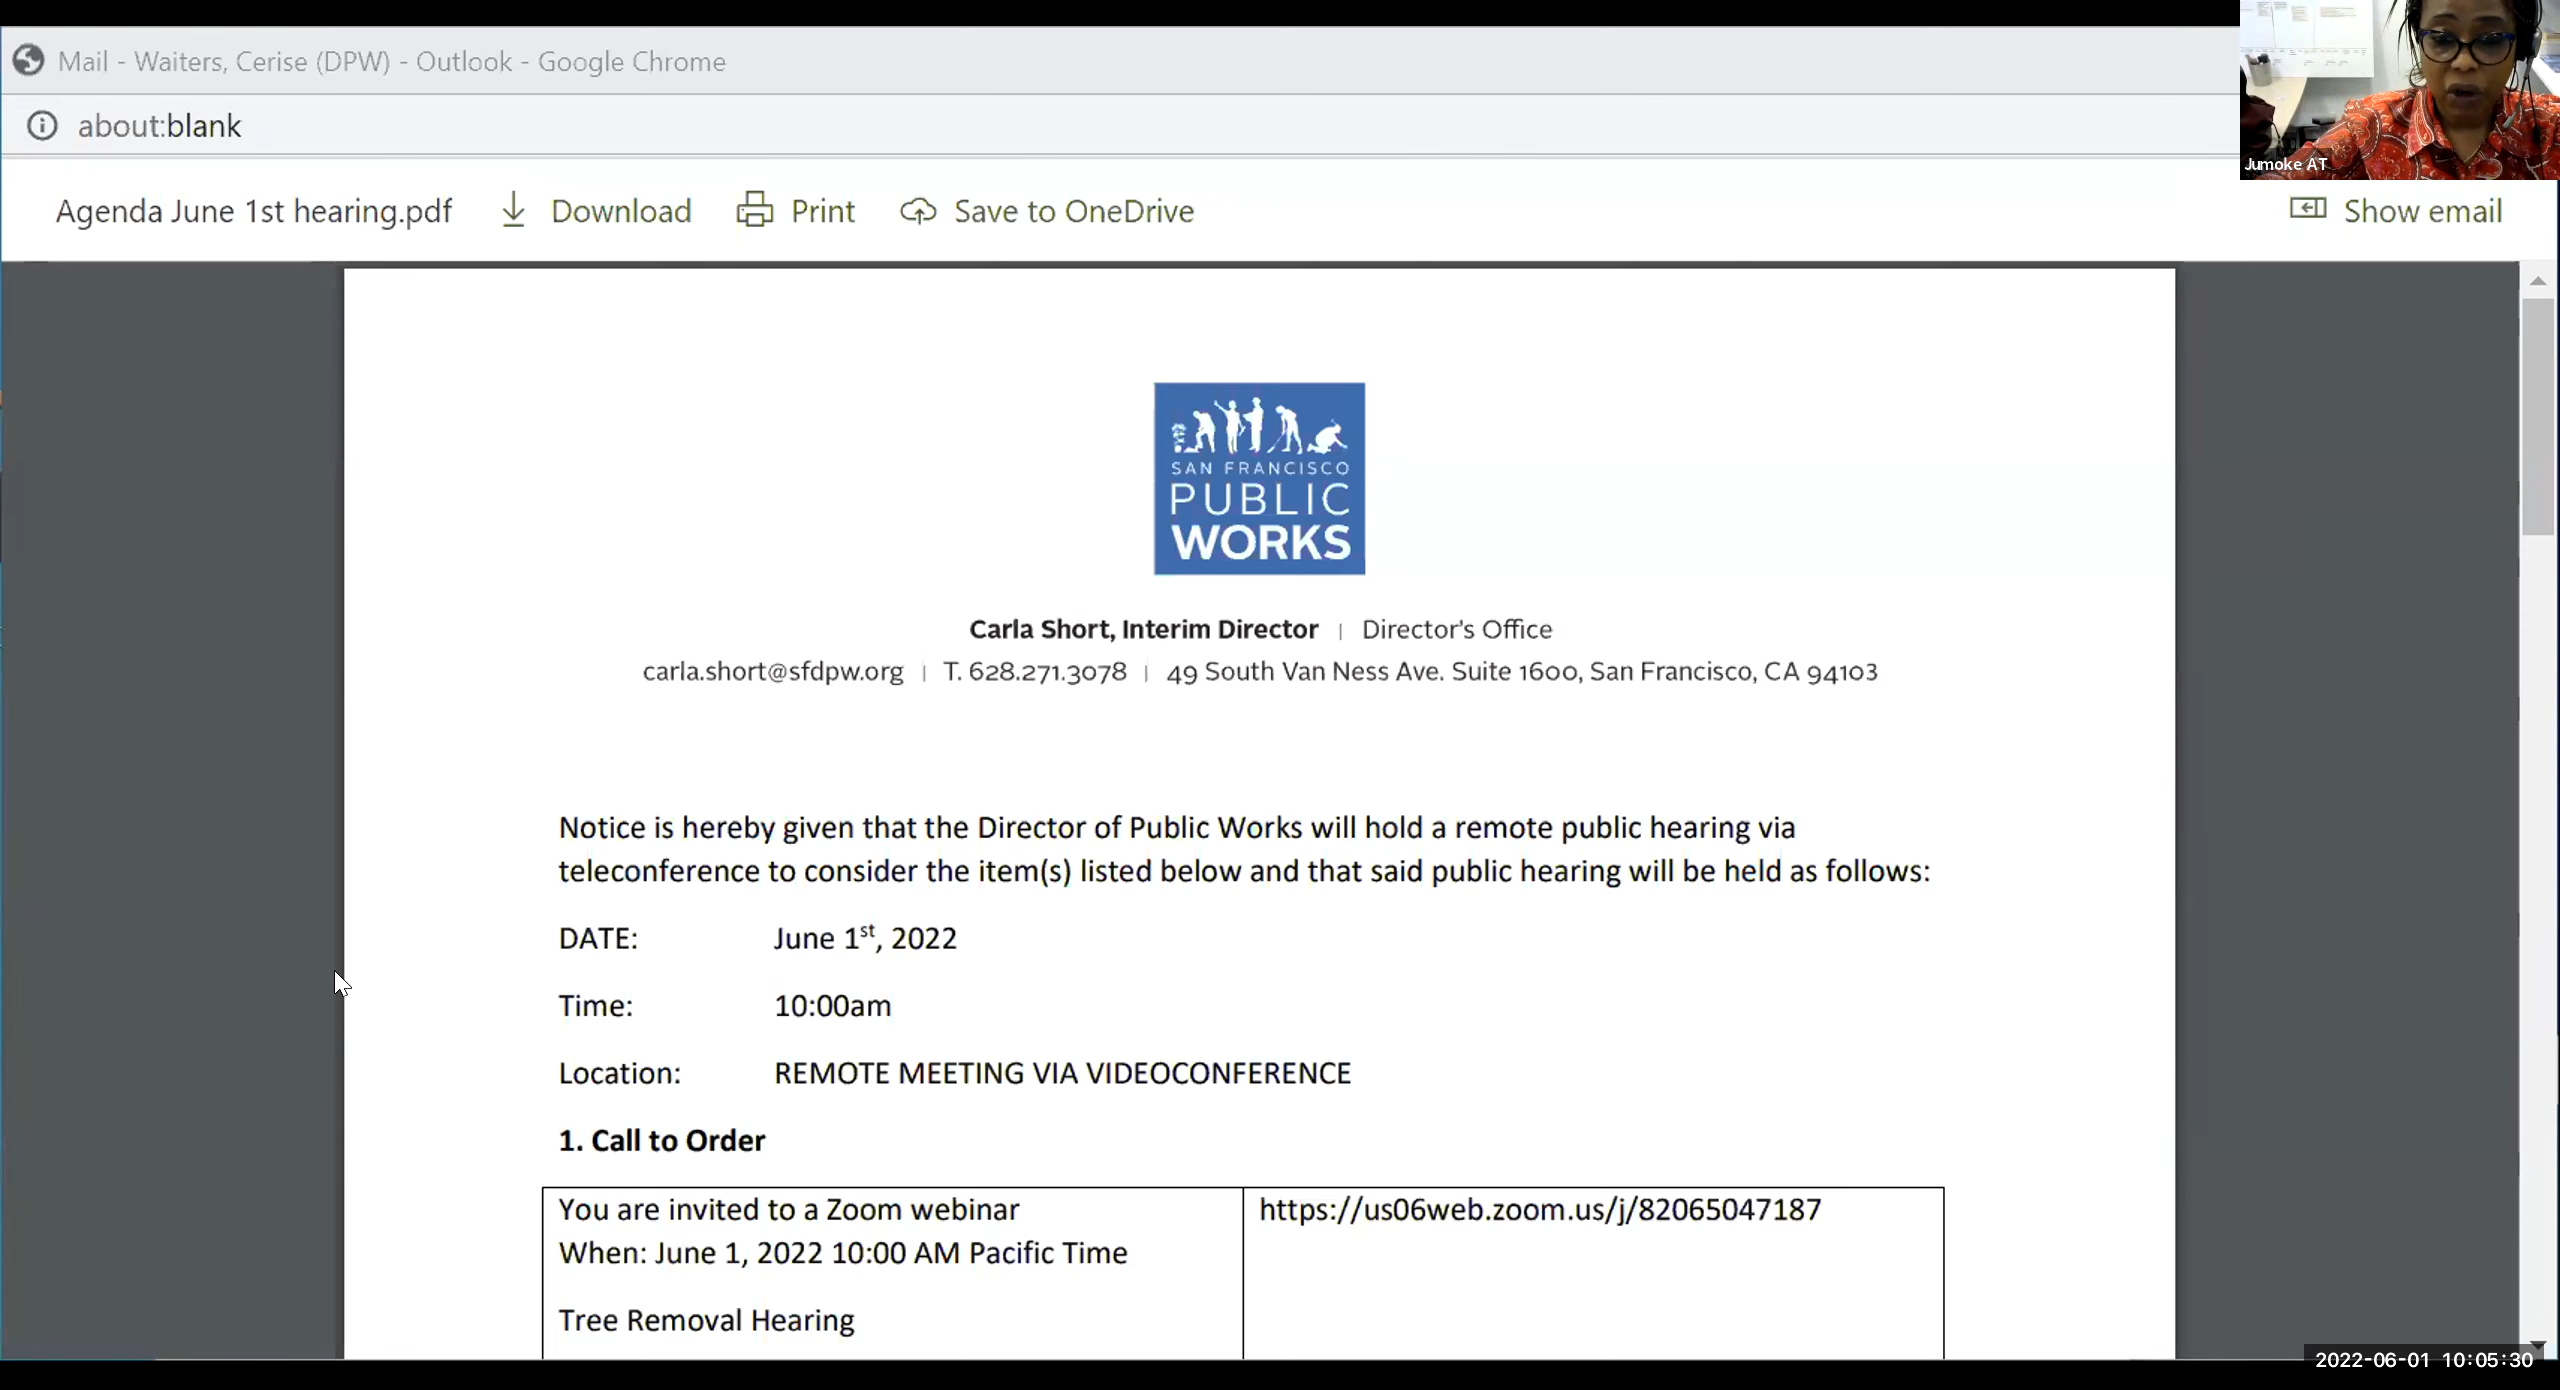 Mail - Waiters, Cerise (DPW) - Outlook - Google Chrome
about:blank
Jumoke AT
Agenda June 1st hearing.pdf Download Print Save to OneDrive Show email
SAN FRANCISCO
PUBLIC
WORKS
Carla Short, Interim Director | Director's Office
carla.short@sfdpw.org | T. 628.271.3078 | 49 South Van Ness Ave. Suite 1600, San Francisco, CA 94103
Notice is hereby given that the Director of Public Works will hold a remote public hearing via
teleconference to consider the item(s) listed below and that said public hearing will be held as follows:
DATE: June 1st, 2022
Time: 10:00am
Location: REMOTE MEETING VIA VIDEOCONFERENCE
1. Call to Order
You are invited to a Zoom webinar
When: June 1, 2022 10:00 AM Pacific Time
Tree Removal Hearing
https://us06web.zoom.us/j/82065047187
2022-06-01 10:05:30